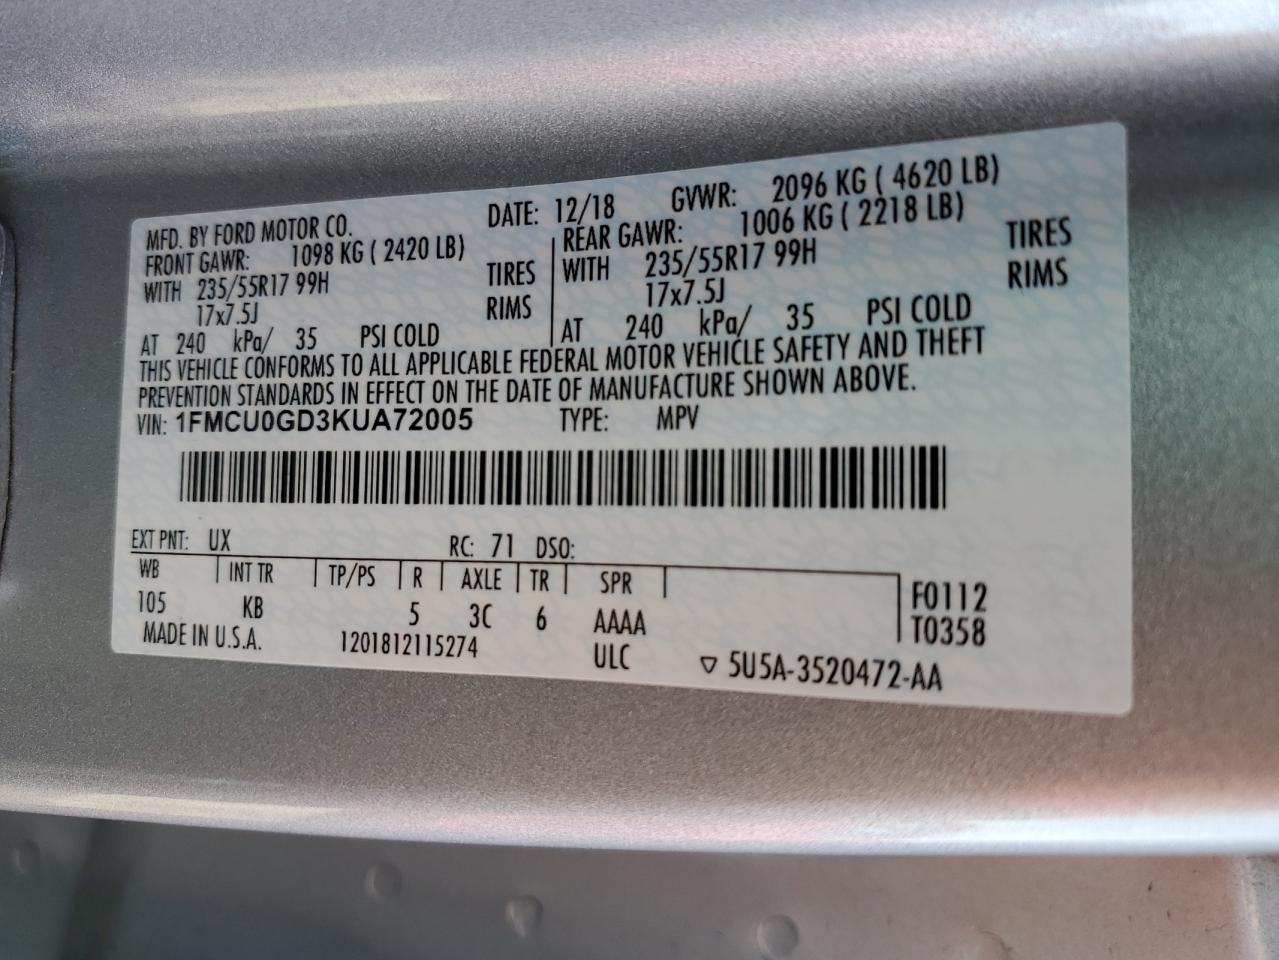 MFD. BY FORD MOTOR CO. DATE: 12/18 GVWR: 2096 KG ( 4620 LB)
FRONT GAWR: 1098 KG ( 2420 LB) REAR GAWR: 1006 KG ( 2218 LB)
WITH 235/55R17 99H TIRES WITH 235/55R17 99H TIRES
17x7.5J RIMS 17x7.5J RIMS
AT 240 kPa/ 35 PSI COLD AT 240 kPa/ 35 PSI COLD
THIS VEHICLE CONFORMS TO ALL APPLICABLE FEDERAL MOTOR VEHICLE SAFETY AND THEFT
PREVENTION STANDARDS IN EFFECT ON THE DATE OF MANUFACTURE SHOWN ABOVE.
VIN: 1FMCU0GD3KUA72005 TYPE: MPV
EXT PNT: UX RC: 71 DSO:
WB INT TR TP/PS R AXLE TR SPR F0112
105 KB 5 3C 6 AAAA T0358
MADE IN U.S.A. 1201812115274 ULC ▽ 5U5A-3520472-AA